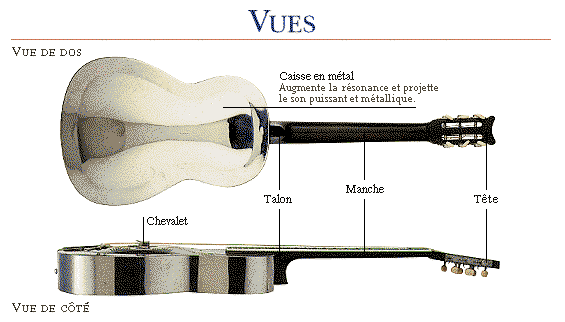 VUES
VUE DE DOS
Caisse en métal
Augmente la résonance et projette
le son puissant et métallique.
Talon
Manche
Tête
Chevalet
VUE DE CÔTÉ